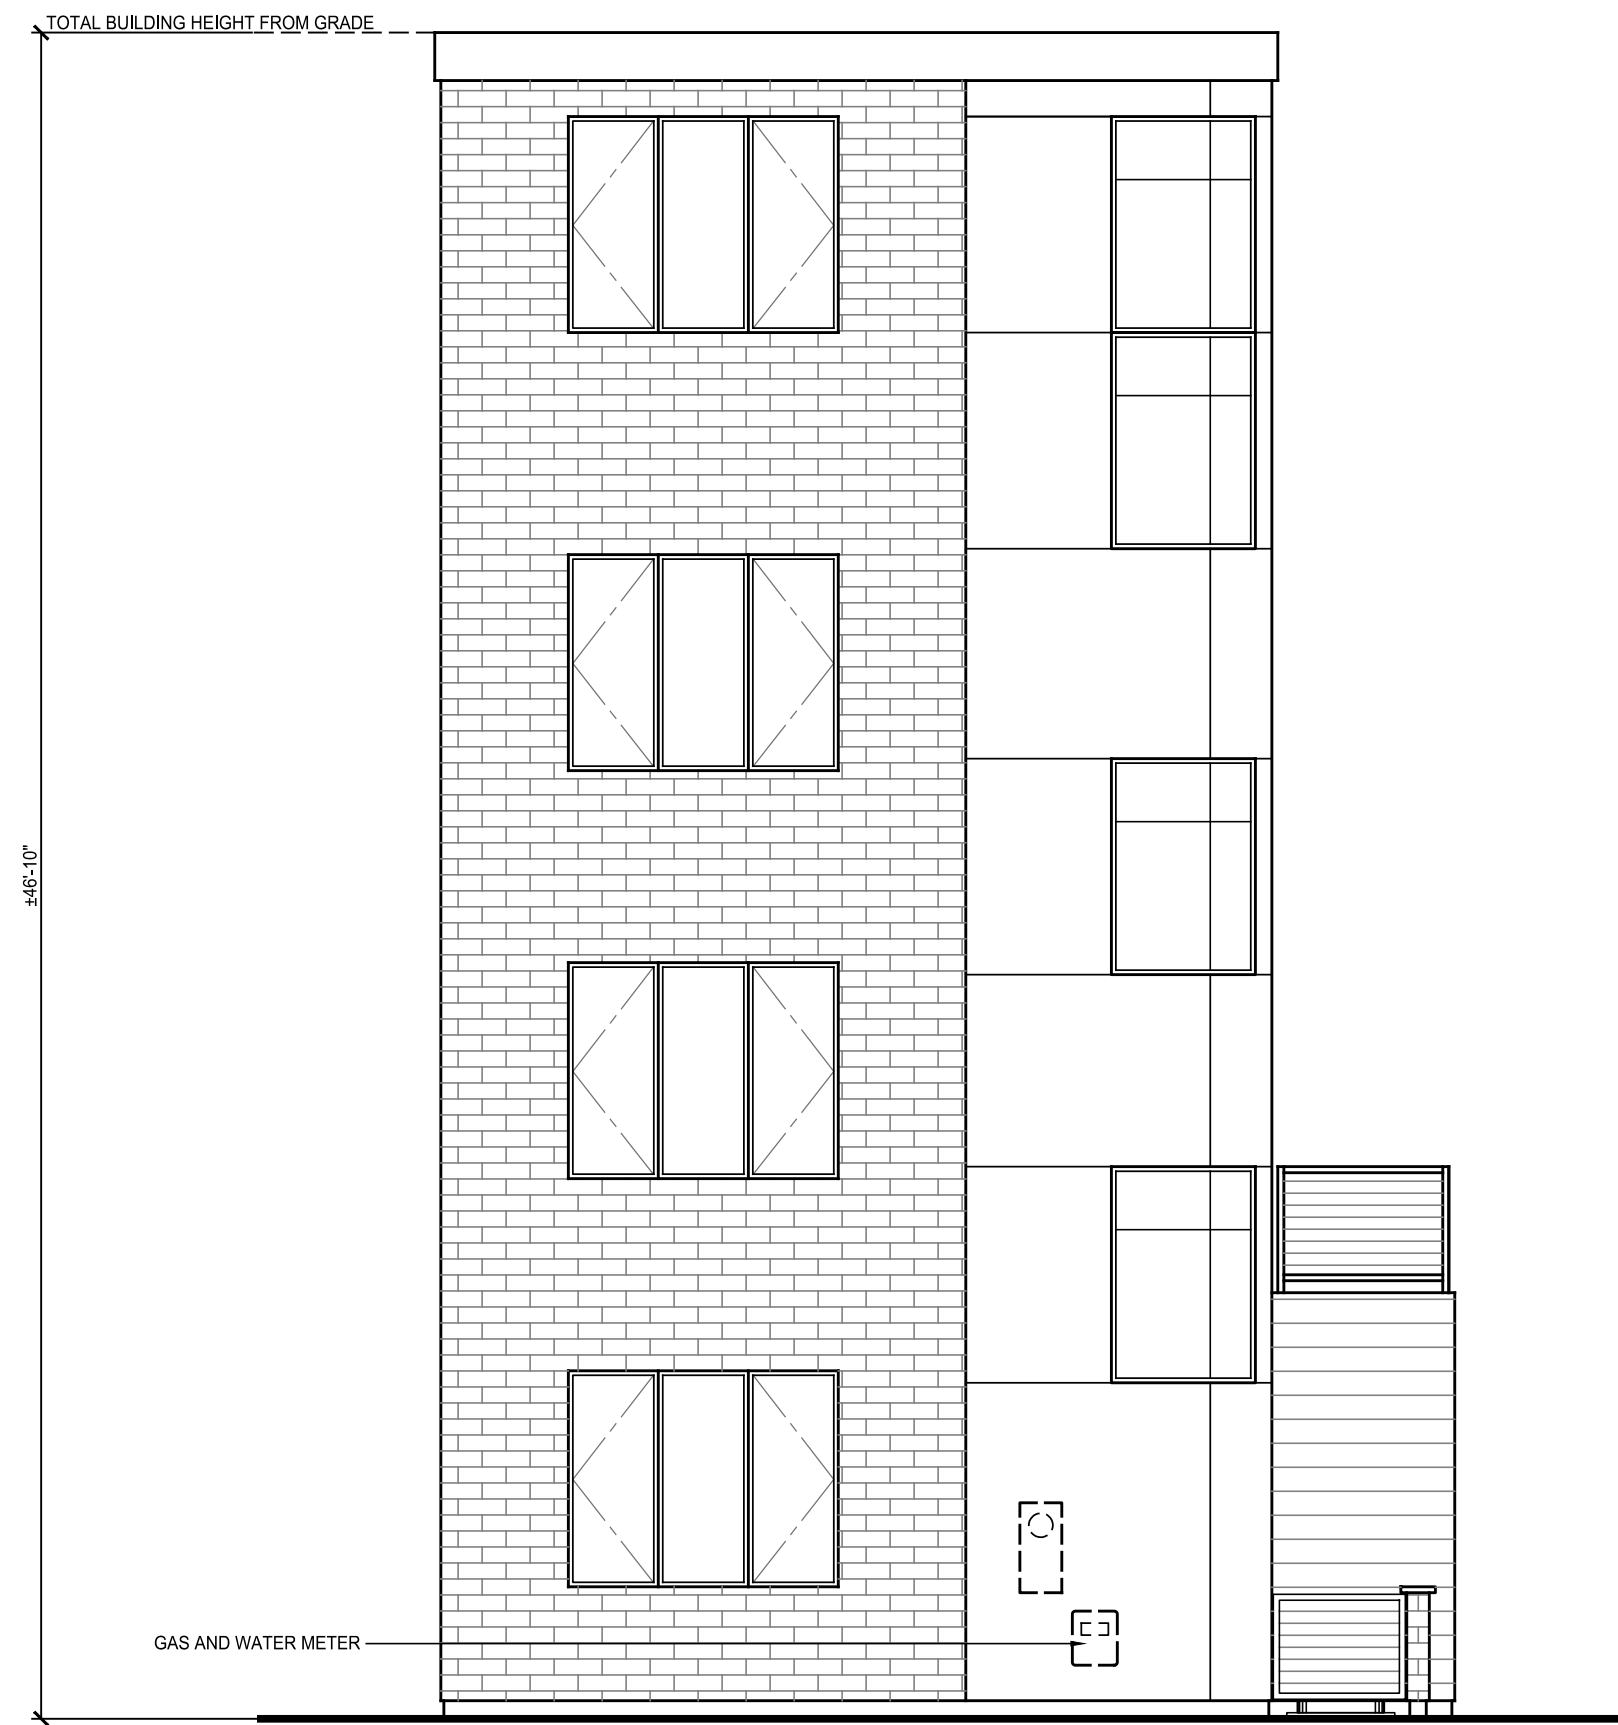 TOTAL BUILDING HEIGHT FROM GRADE
±46'-10"
GAS AND WATER METER